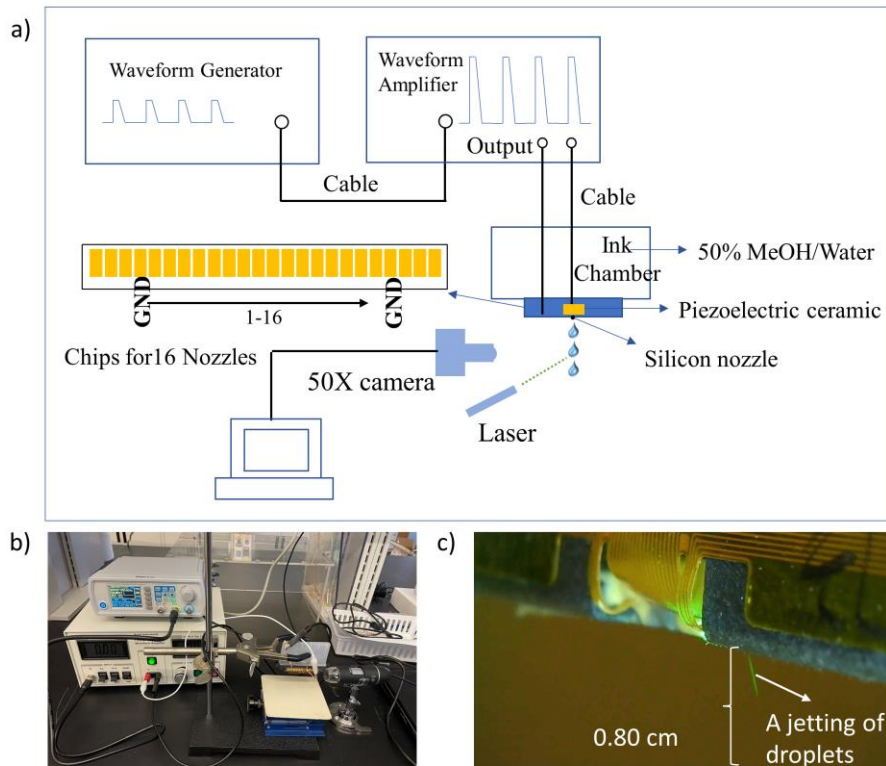 a)
Waveform Generator
Waveform
Amplifier
Output
Cable
Cable
Ink
Chamber
50% MeOH/Water
GND
1-16
GND
Piezoelectric ceramic
Chips for16 Nozzles
Silicon nozzle
50X camera
Laser
b)
c)
0.80 cm
A jetting of
droplets